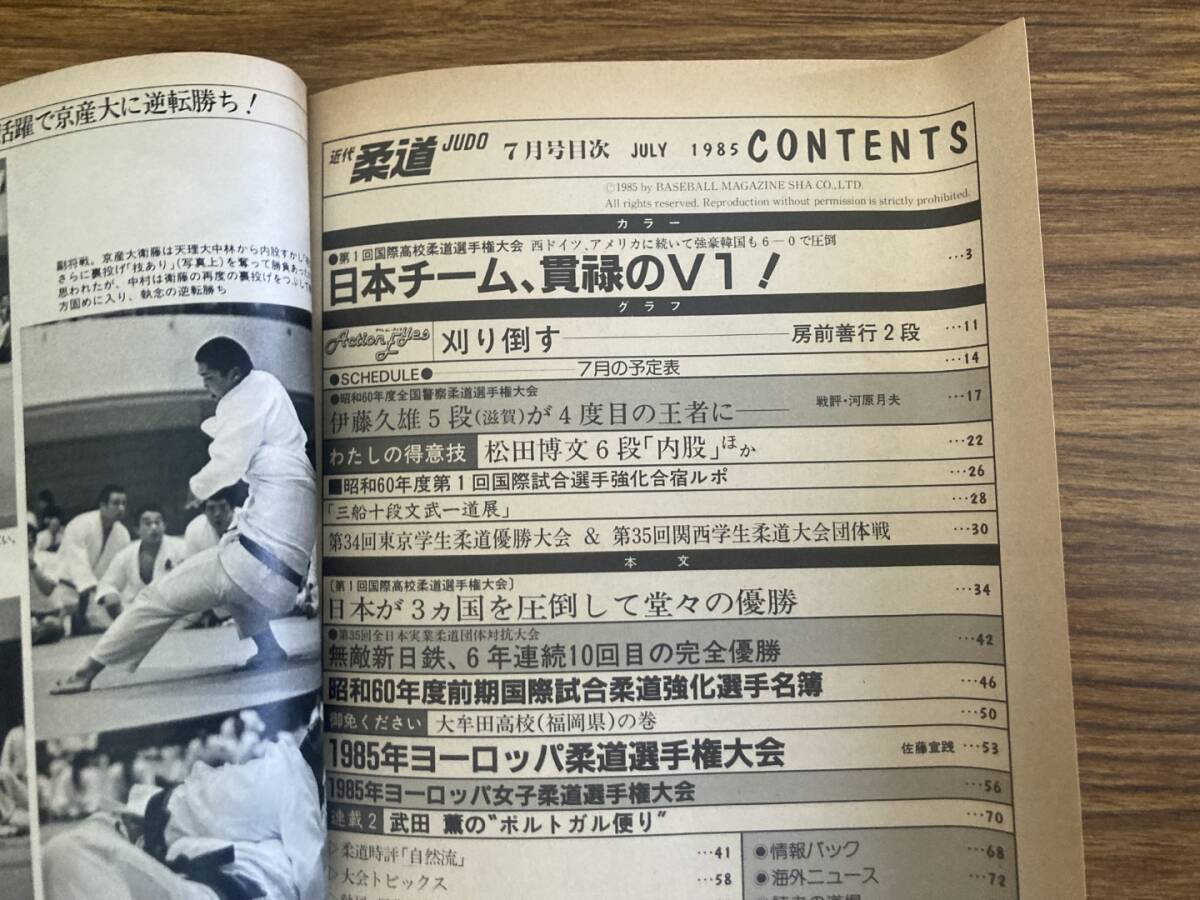 活躍で京産大に逆転勝ち!
副将戦。京産大衛藤は天理大中林から内股すかし
さらに裏投げ「技あり」(写真上)を奪って勝負あった
思われたが、中村は衛藤の再度の裏投げをつぶして
方固めに入り、執念の逆転勝ち
近代 柔道 JUDO 7月号目次 JULY 1985 CONTENTS
©1985 by BASEBALL MAGAZINE SHA CO., LTD.
All rights reserved. Reproduction without permission is strictly prohibited.
カラー
●第1回国際高校柔道選手権大会 西ドイツ、アメリカに続いて強豪韓国も6-0で圧倒
日本チーム、貫禄のV1! …3
グラフ
Action Eyes 刈り倒す 房前善行2段 …11
●SCHEDULE● 7月の予定表 …14
●昭和60年度全国警察柔道選手権大会
伊藤久雄5段(滋賀)が4度目の王者に── 戦評・河原月夫 …17
わたしの得意技 松田博文6段「内股」ほか …22
■昭和60年度第1回国際試合選手強化合宿ルポ …26
「三船十段文武一道展」 …28
第34回東京学生柔道優勝大会 & 第35回関西学生柔道大会団体戦 …30
本文
〔第1回国際高校柔道選手権大会〕
日本が3ヵ国を圧倒して堂々の優勝 …34
●第35回全日本実業柔道団体対抗大会
無敵新日鉄、6年連続10回目の完全優勝 …42
昭和60年度前期国際試合柔道強化選手名簿 …46
御免ください 大牟田高校(福岡県)の巻 …50
1985年ヨーロッパ柔道選手権大会 佐藤宣践 …53
1985年ヨーロッパ女子柔道選手権大会 …56
連載2 武田 薫の"ポルトガル便り" …70
▷柔道時評「自然流」 …41
▷大会トピックス …58
●情報パック …68
●海外ニュース …72